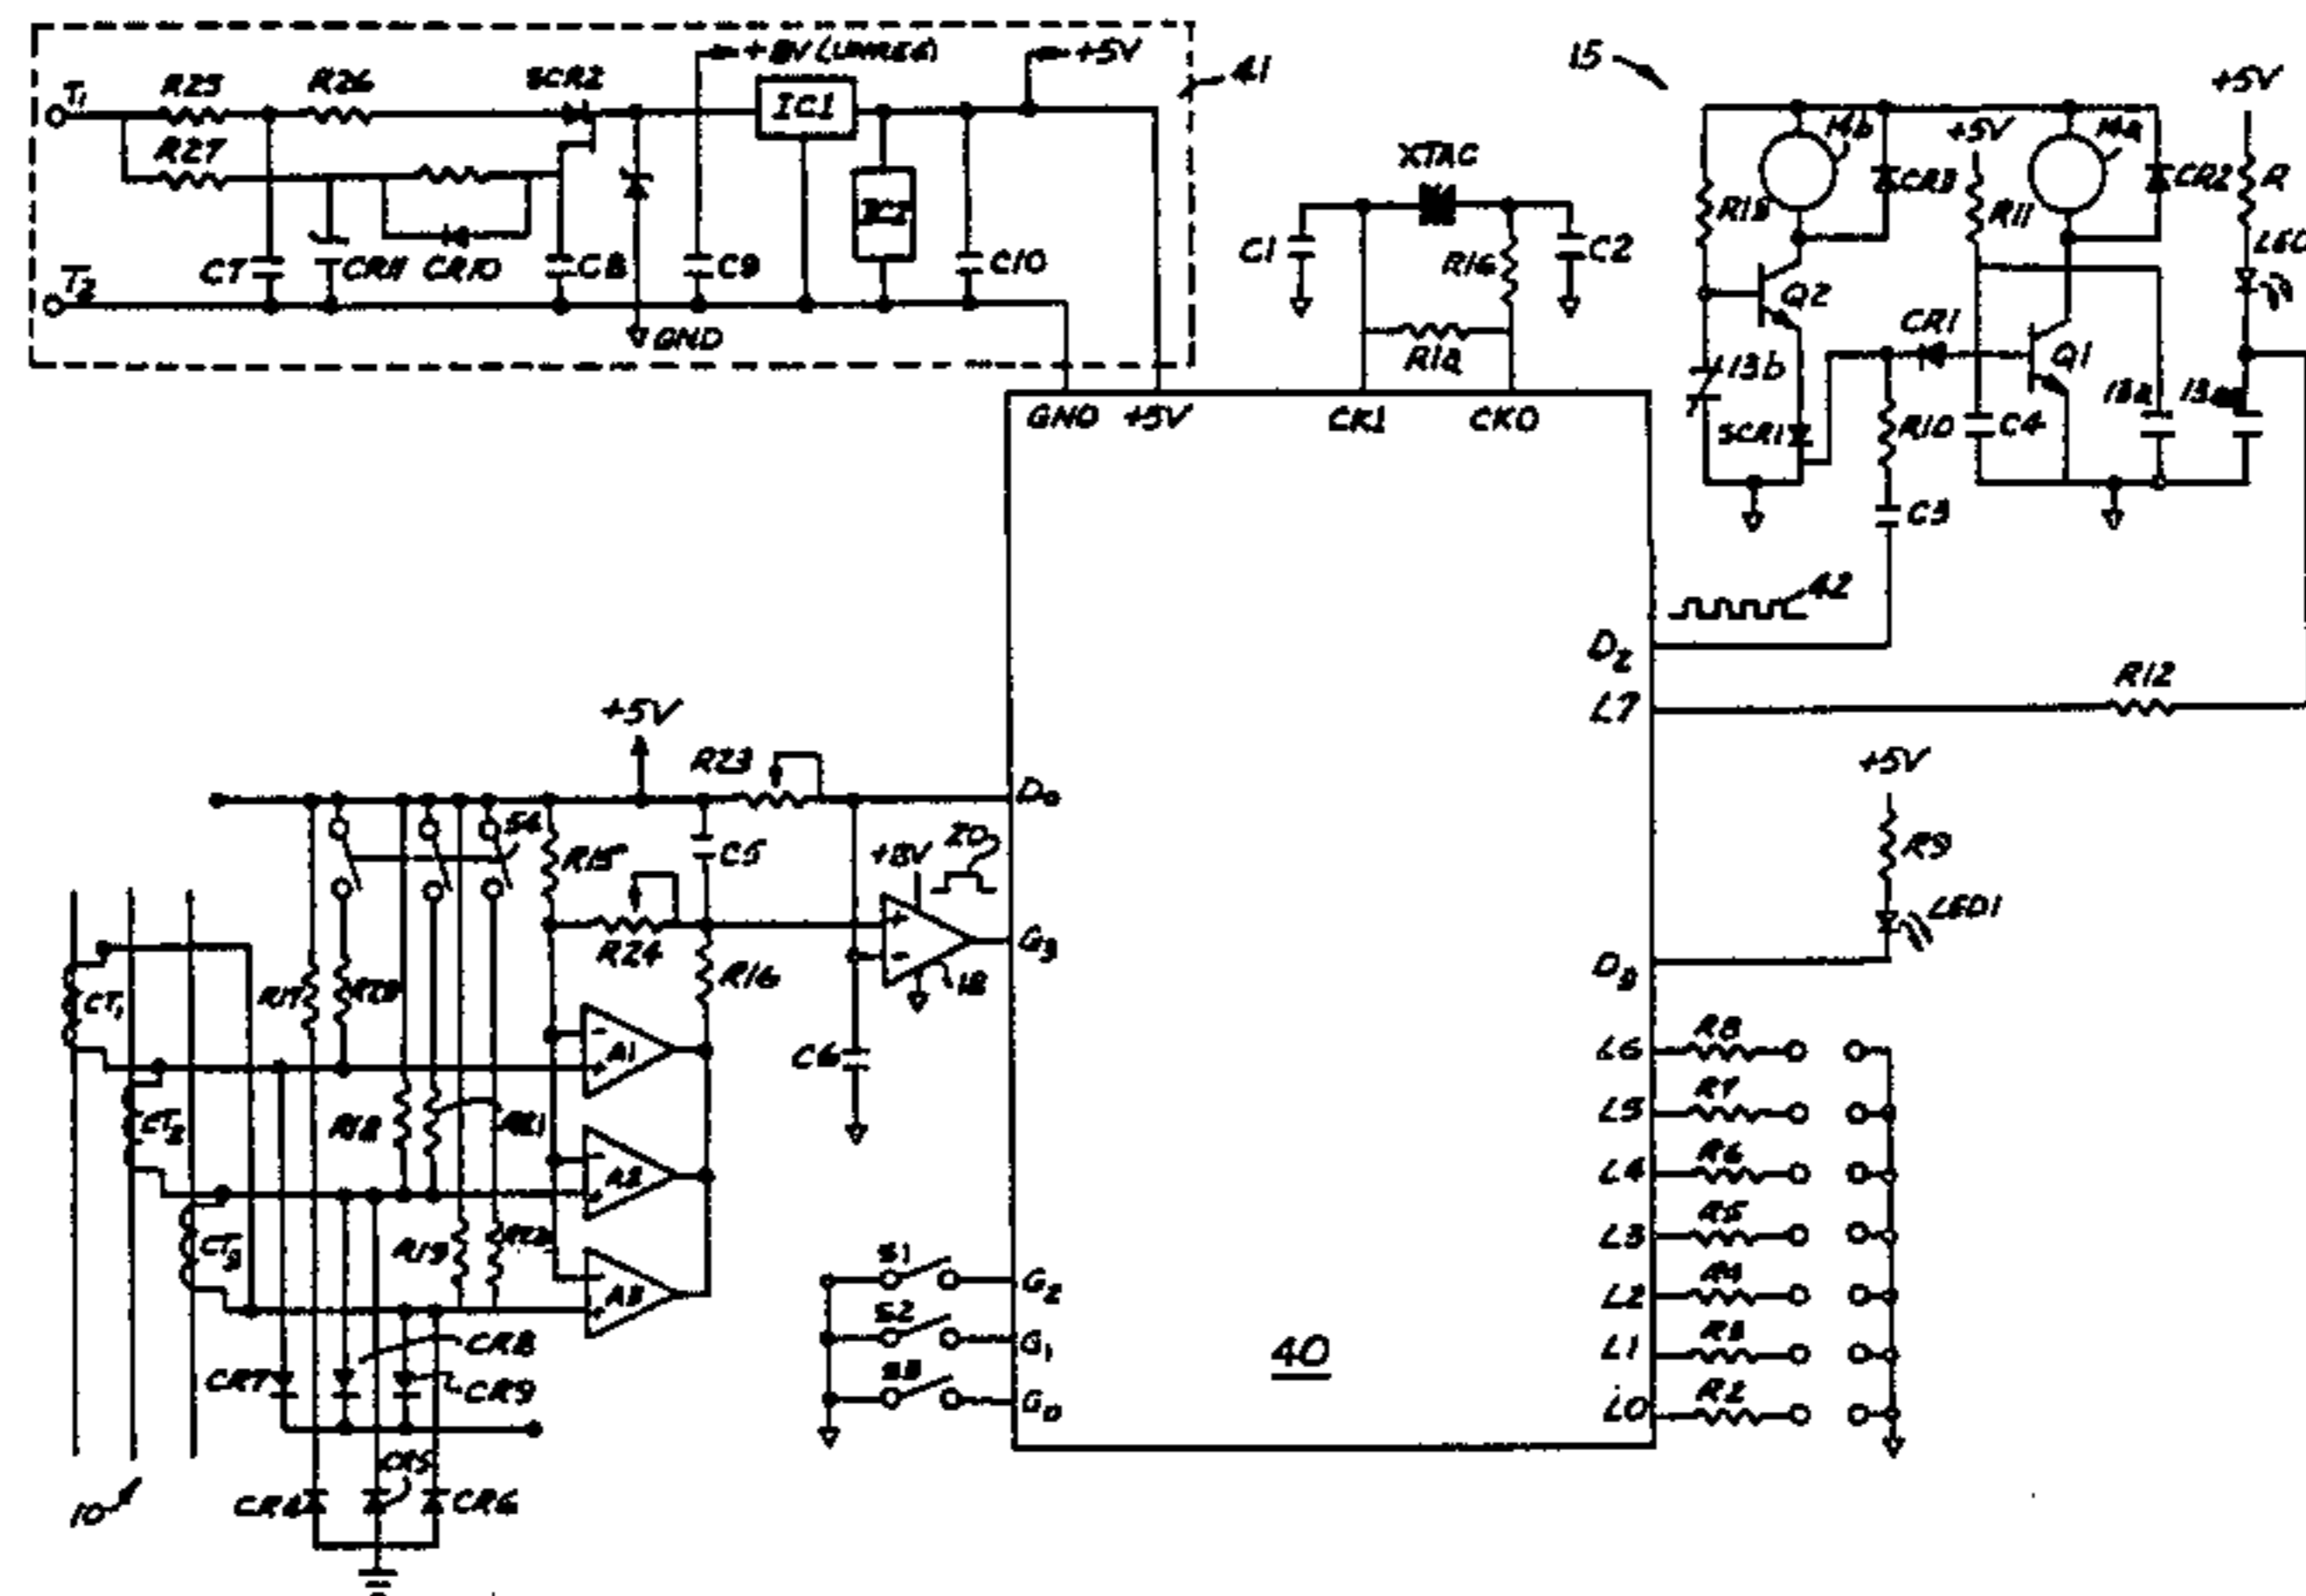 T1
R25
R26
SCR2
+8V (UNREG)
+5V
41
R27
IC1
C7
CR11
CR10
C8
C9
C10
T2
GND
XTAC
C1
R16
C2
R1a
15
+5V
14b
+5V
14a
CR3
R11
CR2
R
R13
LED
Q2
CR1
Q1
13b
SCR1
R10
C4
13a
C3
GND
+5V
CK1
CK0
42
D2
L7
R12
+5V
R23
D0
S4
R15
C5
+8V
20
R24
G3
18
R16
CT1
R17
A1
C6
CT2
R18
A2
CT3
R19
A3
CR8
CR7
CR9
CR6
10
S1
G2
S2
G1
S3
G0
40
+5V
R9
LED1
D3
L6
R8
L5
R7
L4
R6
L3
R5
L2
R4
L1
R3
L0
R2